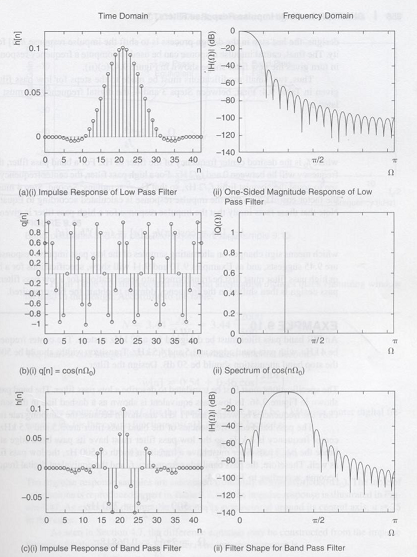 Time Domain
Frequency Domain
h[n]
0.1
0.05
0
0 5 10 15 20 25 30 35 40
n
(a)(i) Impulse Response of Low Pass Filter
|H(Ω)| (dB)
0
−20
−40
−60
−80
−100
−120
−140
0
π/2
π
Ω
(ii) One-Sided Magnitude Response of Low
Pass Filter
q[n]
1
0.8
0.6
0.4
0.2
0
−0.2
−0.4
−0.6
−0.8
−1
0 5 10 15 20 25 30 35 40
n
(b)(i) q[n] = cos(nΩ₀)
|Q(Ω)|
1
0.8
0.6
0.4
0.2
0
0
π/2
π
Ω
(ii) Spectrum of cos(nΩ₀)
h[n]
0.1
0.05
0
−0.05
0 5 10 15 20 25 30 35 40
n
(c)(i) Impulse Response of Band Pass Filter
|H(Ω)| (dB)
0
−20
−40
−60
−80
−100
−120
−140
0
π/2
π
Ω
(ii) Filter Shape for Band Pass Filter